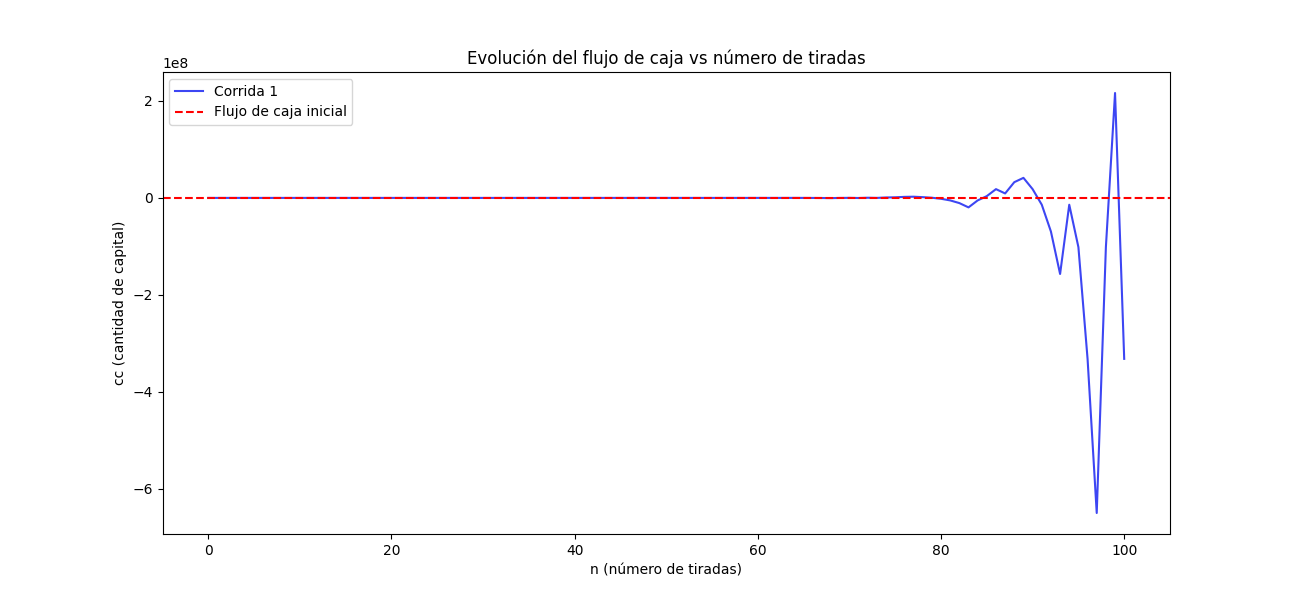 Evolución del flujo de caja vs número de tiradas
1e8
Corrida 1
Flujo de caja inicial
2
0
−2
−4
−6
cc (cantidad de capital)
0 20 40 60 80 100
n (número de tiradas)